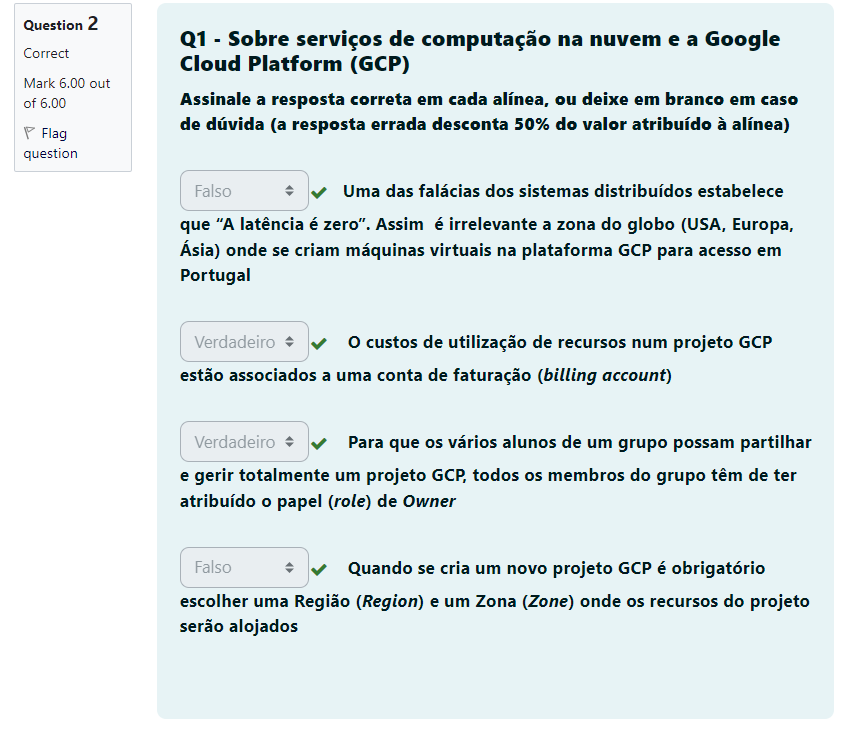 Question 2
Correct
Mark 6.00 out
of 6.00
Flag
question
Q1 - Sobre serviços de computação na nuvem e a Google
Cloud Platform (GCP)
Assinale a resposta correta em cada alínea, ou deixe em branco em caso
de dúvida (a resposta errada desconta 50% do valor atribuído à alínea)
Falso Uma das falácias dos sistemas distribuídos estabelece
que “A latência é zero”. Assim é irrelevante a zona do globo (USA, Europa,
Ásia) onde se criam máquinas virtuais na plataforma GCP para acesso em
Portugal
Verdadeiro O custos de utilização de recursos num projeto GCP
estão associados a uma conta de faturação (billing account)
Verdadeiro Para que os vários alunos de um grupo possam partilhar
e gerir totalmente um projeto GCP, todos os membros do grupo têm de ter
atribuído o papel (role) de Owner
Falso Quando se cria um novo projeto GCP é obrigatório
escolher uma Região (Region) e um Zona (Zone) onde os recursos do projeto
serão alojados